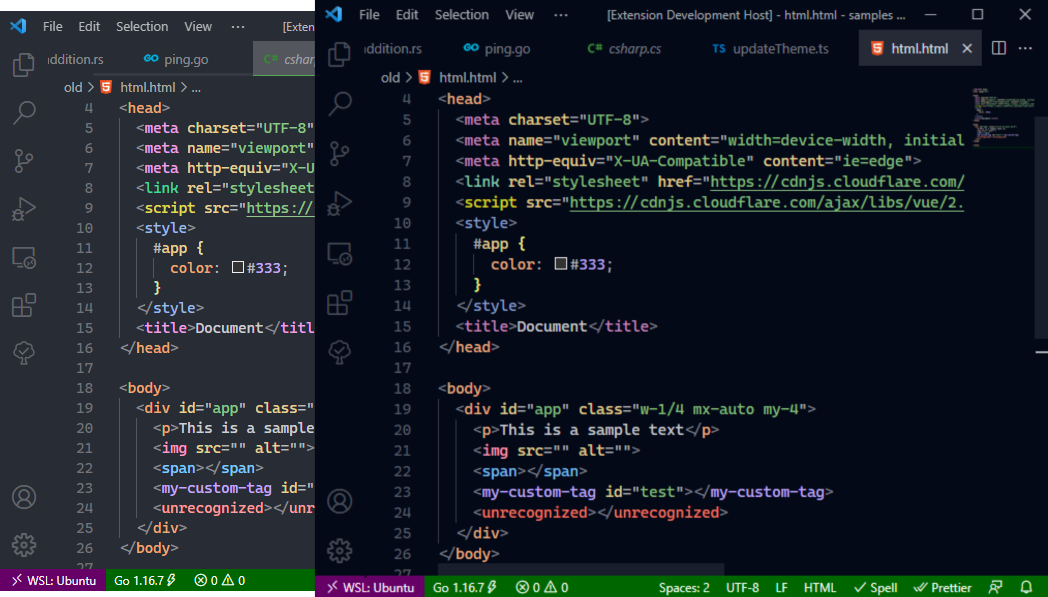 File Edit Selection View ··· [Exten
ddition.rs ping.go C# cshar
old > html.html > ...
4 <head>
5 <meta charset="UTF-8"
6 <meta name="viewport"
7 <meta http-equiv="X-U
8 <link rel="stylesheet
9 <script src="https://
10 <style>
11 #app {
12 color: #333;
13 }
14 </style>
15 <title>Document</titl
16 </head>
17
18 <body>
19 <div id="app" class="
20 <p>This is a sample
21 <img src="" alt="">
22 <span></span>
23 <my-custom-tag id="
24 <unrecognized></unr
25 </div>
26 </body>
27
WSL: Ubuntu Go 1.16.7 0 0
File Edit Selection View ··· [Extension Development Host] - html.html - samples ...
ddition.rs ping.go C# csharp.cs TS updateTheme.ts html.html
old > html.html > ...
4 <head>
5 <meta charset="UTF-8">
6 <meta name="viewport" content="width=device-width, initial
7 <meta http-equiv="X-UA-Compatible" content="ie=edge">
8 <link rel="stylesheet" href="https://cdnjs.cloudflare.com/
9 <script src="https://cdnjs.cloudflare.com/ajax/libs/vue/2.
10 <style>
11 #app {
12 color: #333;
13 }
14 </style>
15 <title>Document</title>
16 </head>
17
18 <body>
19 <div id="app" class="w-1/4 mx-auto my-4">
20 <p>This is a sample text</p>
21 <img src="" alt="">
22 <span></span>
23 <my-custom-tag id="test"></my-custom-tag>
24 <unrecognized></unrecognized>
25 </div>
26 </body>
27
WSL: Ubuntu Go 1.16.7 0 0 Spaces: 2 UTF-8 LF HTML Spell Prettier